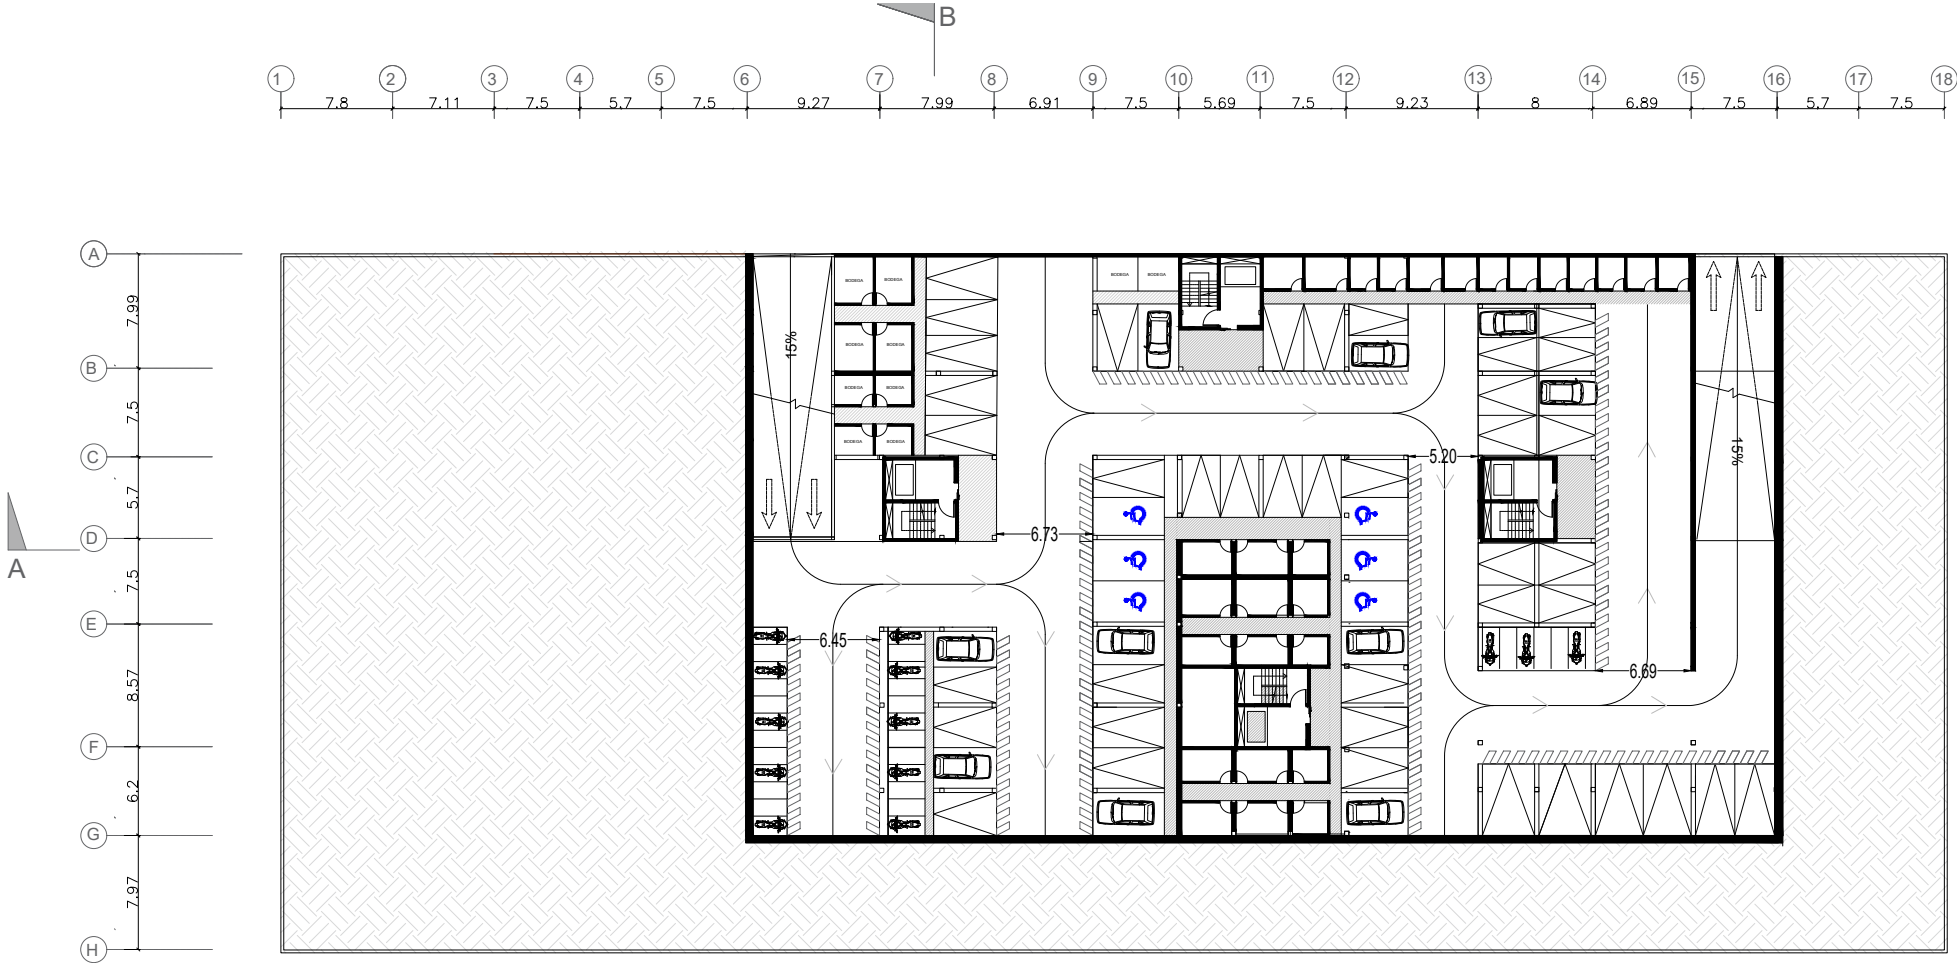 B
1 2 3 4 5 6 7 8 9 10 11 12 13 14 15 16 17 18
7.8 7.11 7.5 5.7 7.5 9.27 7.99 6.91 7.5 5.69 7.5 9.23 8 6.89 7.5 5.7 7.5
A
7.99
B
7.5
C
5.7
D
7.5
E
8.57
F
6.2
G
7.97
H
A
BODEGA BODEGA
BODEGA BODEGA
15%
BODEGA BODEGA
BODEGA BODEGA
BODEGA BODEGA
5.20
15%
6.73
6.45
6.69